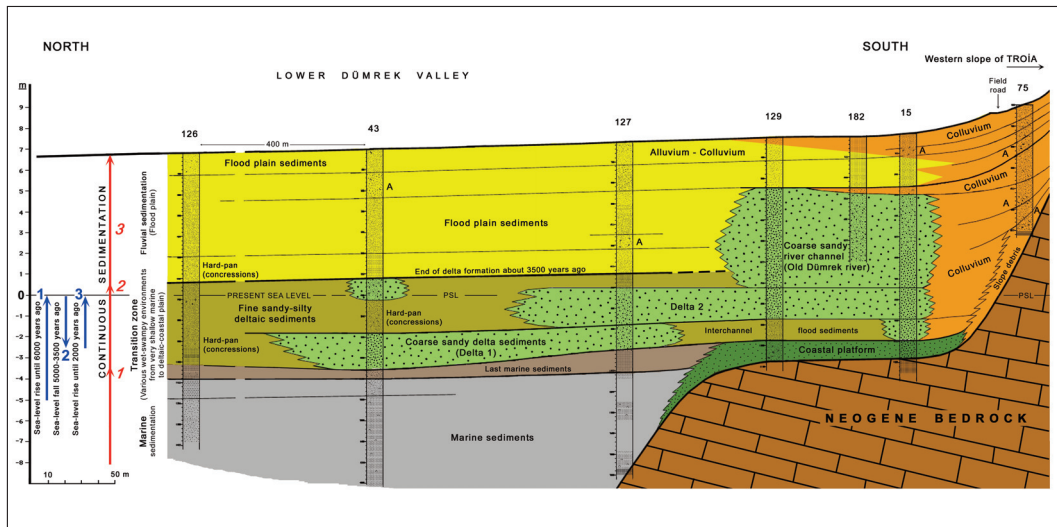 NORTH
SOUTH
LOWER DÜMREK VALLEY
Western slope of TROİA
Field
road
m
9
8
7
6
5
4
3
2
1
0
-1
-2
-3
-4
-5
-6
-7
-8
10
50 m
126
400 m
43
127
129
182
15
75
Flood plain sediments
Alluvium - Colluvium
Colluvium
A
A
A
A
A
Colluvium
Flood plain sediments
A
Coarse sandy
river channel
(Old Dümrek river)
Colluvium
Slope debris
Hard-pan
(concressions)
End of delta formation about 3500 years ago
PRESENT SEA LEVEL
PSL
PSL
Fine sandy-silty
deltaic sediments
Hard-pan
(concressions)
Delta 2
Hard-pan
(concressions)
Coarse sandy delta sediments
(Delta 1)
Interchannel
flood sediments
Coastal platform
Last marine sediments
Marine sediments
NEOGENE BEDROCK
1
2
3
Sea-level rise until 6000 years ago
Sea-level fall 5000-3500 years ago
Sea-level rise until 2000 years ago
CONTINUOUS SEDIMENTATION
3
2
1
Fluvial sedimentation
(Flood plain)
Transition zone
(Various wet-swampy environments
from very shallow marine
to deltaic-coastal plain)
Marine
sedimentation